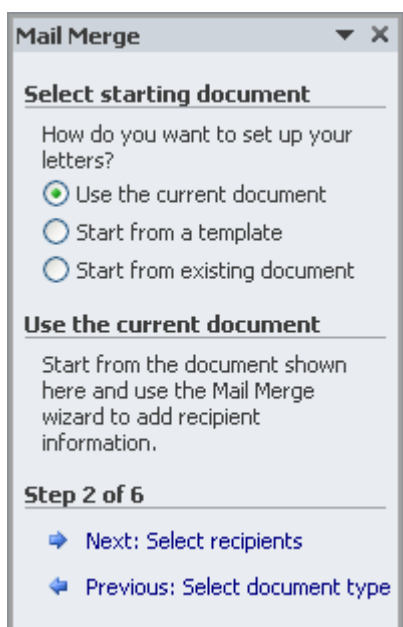 Mail Merge
Select starting document
How do you want to set up your
letters?
Use the current document
Start from a template
Start from existing document
Use the current document
Start from the document shown
here and use the Mail Merge
wizard to add recipient
information.
Step 2 of 6
Next: Select recipients
Previous: Select document type